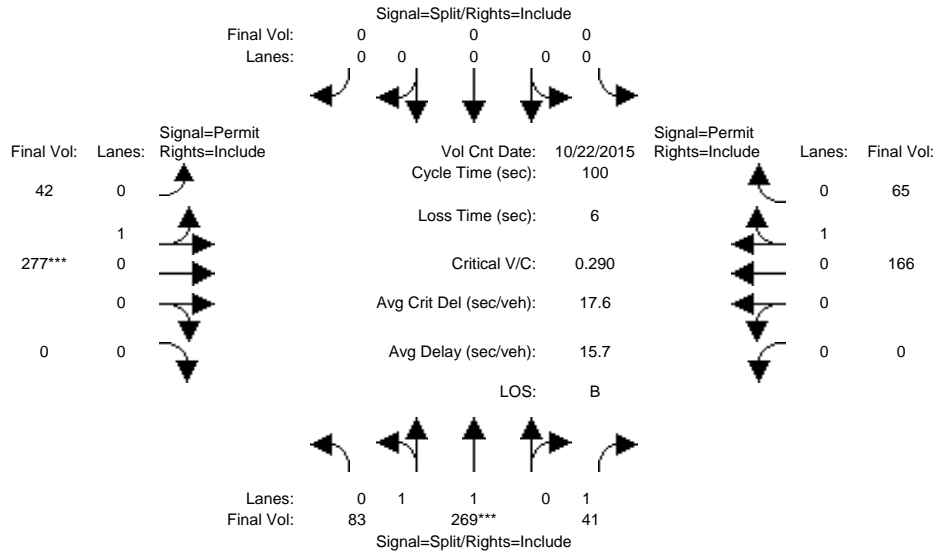 Signal=Split/Rights=Include
Final Vol: 0 0 0
Lanes: 0 0 0 0 0
Signal=Permit Signal=Permit
Final Vol: Lanes: Rights=Include Vol Cnt Date: 10/22/2015 Rights=Include Lanes: Final Vol:
Cycle Time (sec): 100
42 0 0 65
Loss Time (sec): 6
1 1
277*** 0 Critical V/C: 0.290 0 166
0 Avg Crit Del (sec/veh): 17.6 0
0 0 Avg Delay (sec/veh): 15.7 0 0
LOS: B
Lanes: 0 1 1 0 1
Final Vol: 83 269*** 41
Signal=Split/Rights=Include